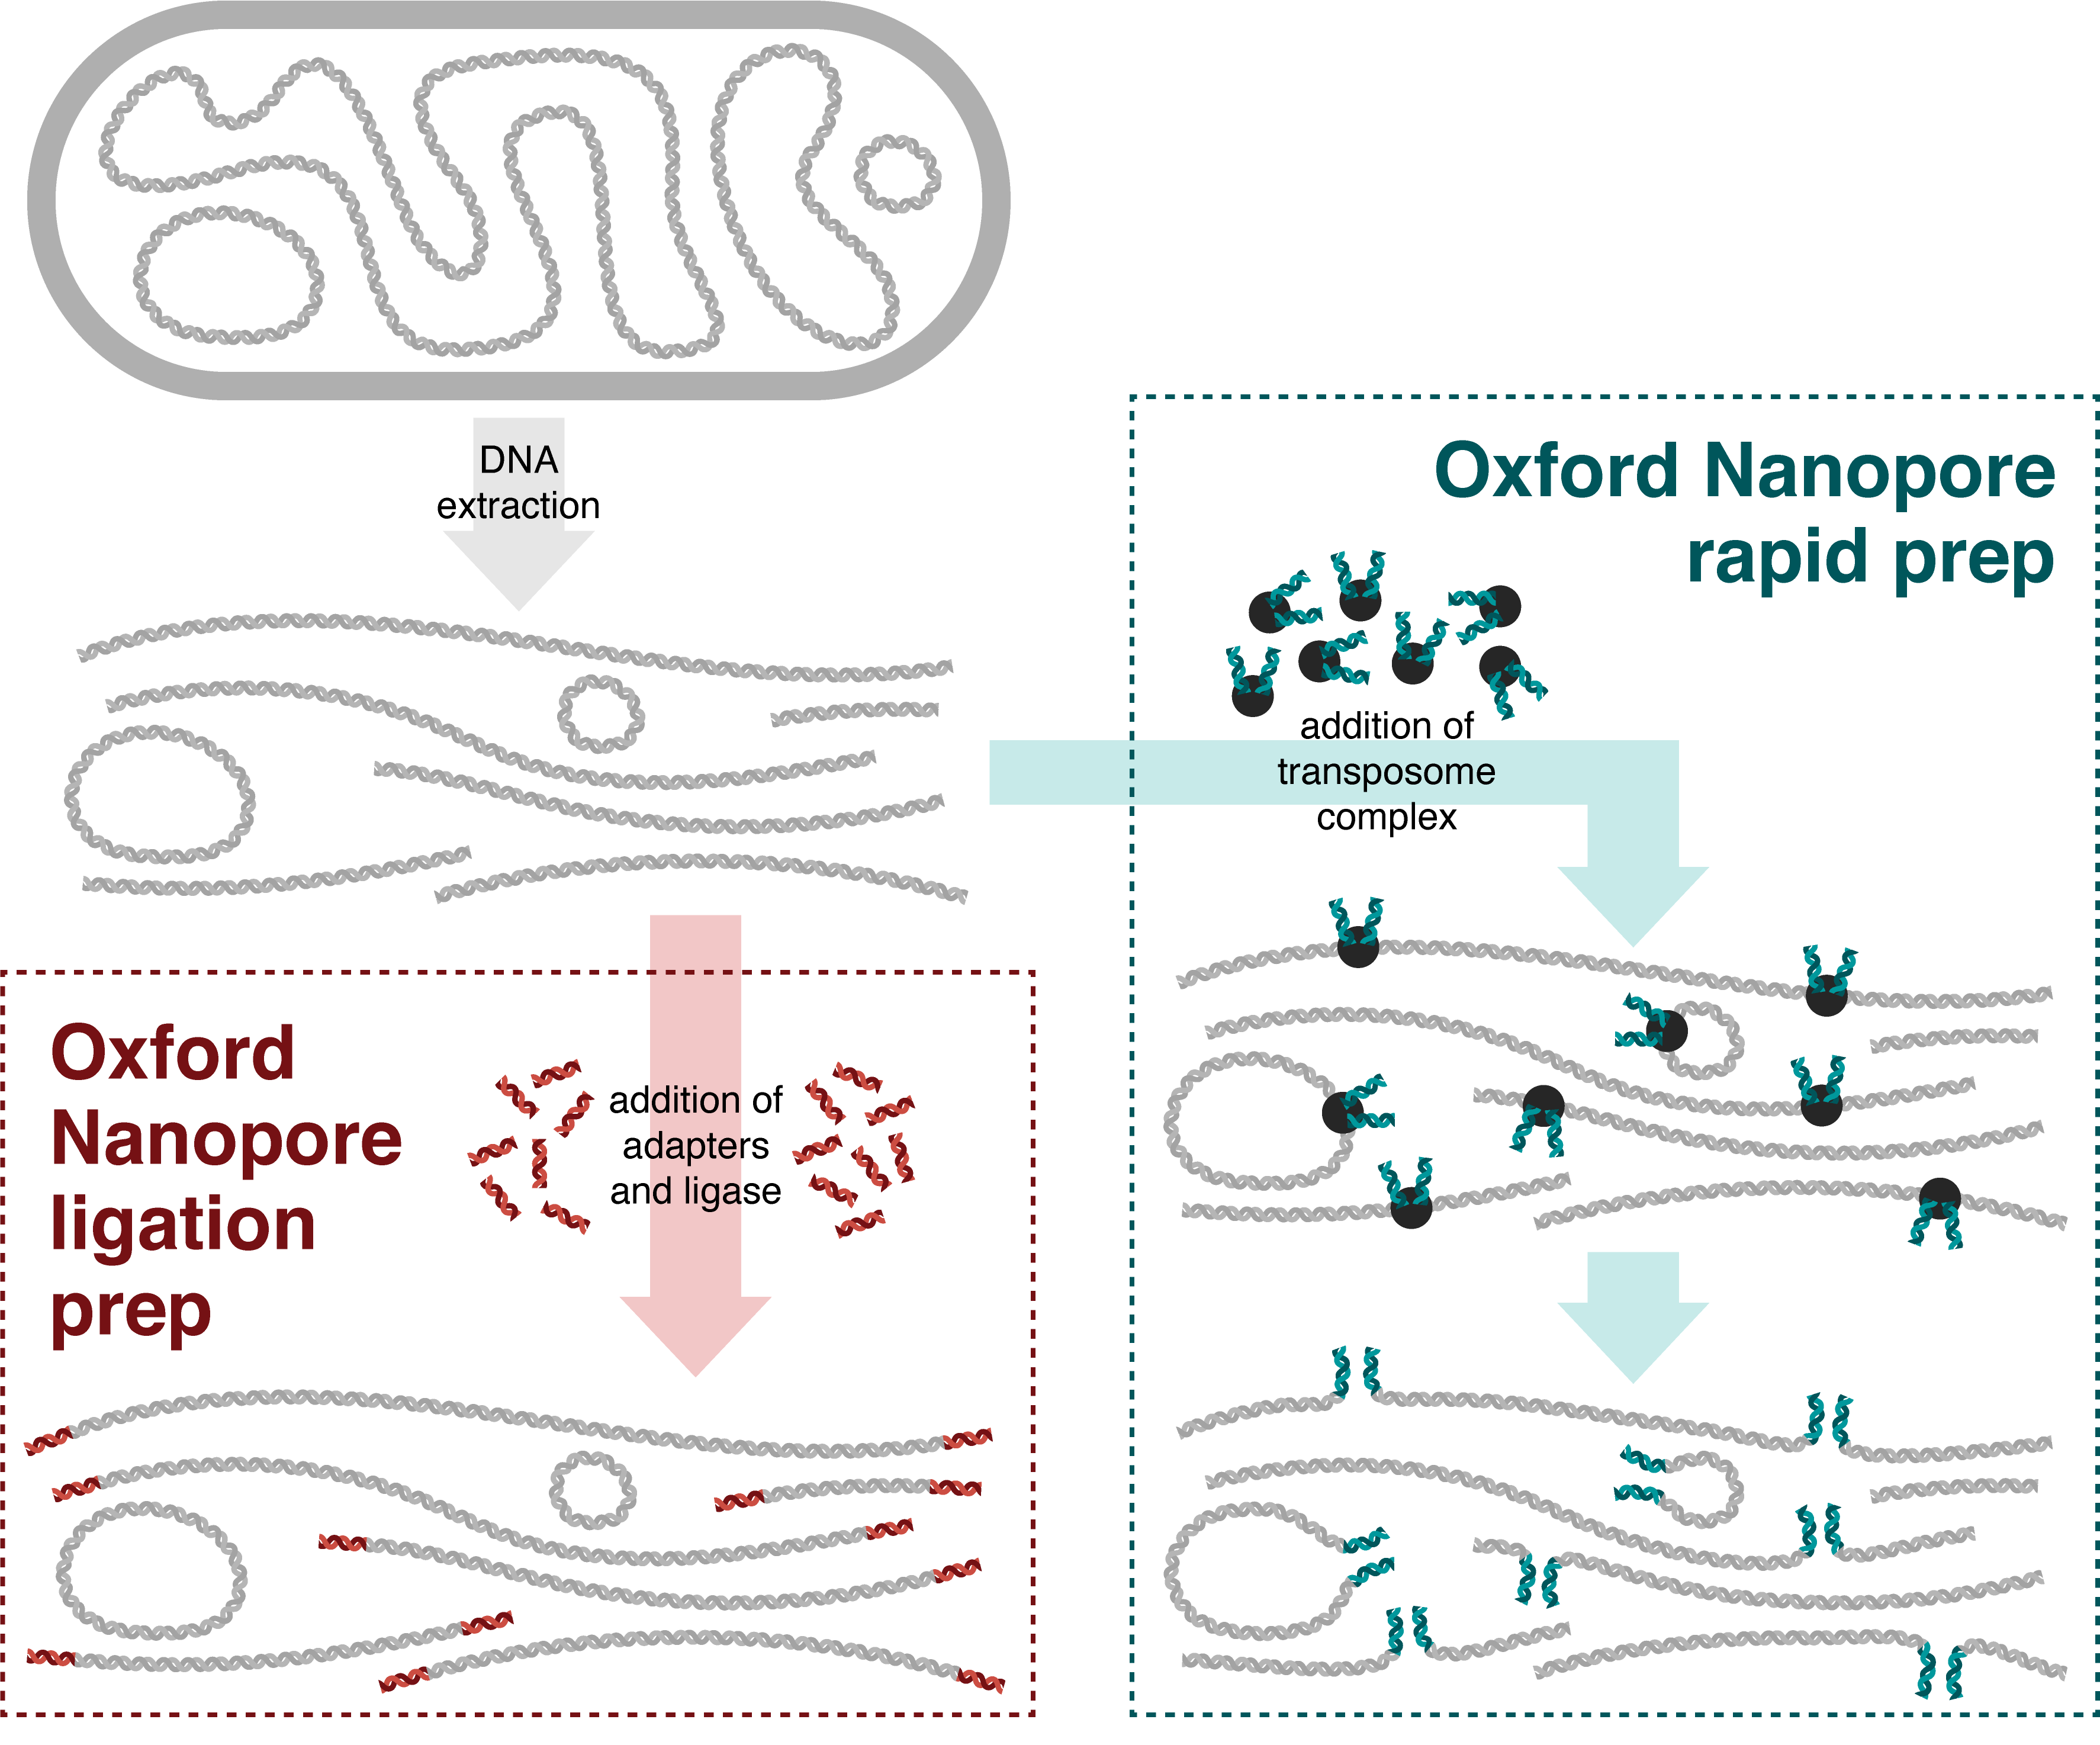 DNA
extraction
Oxford Nanopore
rapid prep
addition of
transposome
complex
Oxford
Nanopore
ligation
prep
addition of
adapters
and ligase